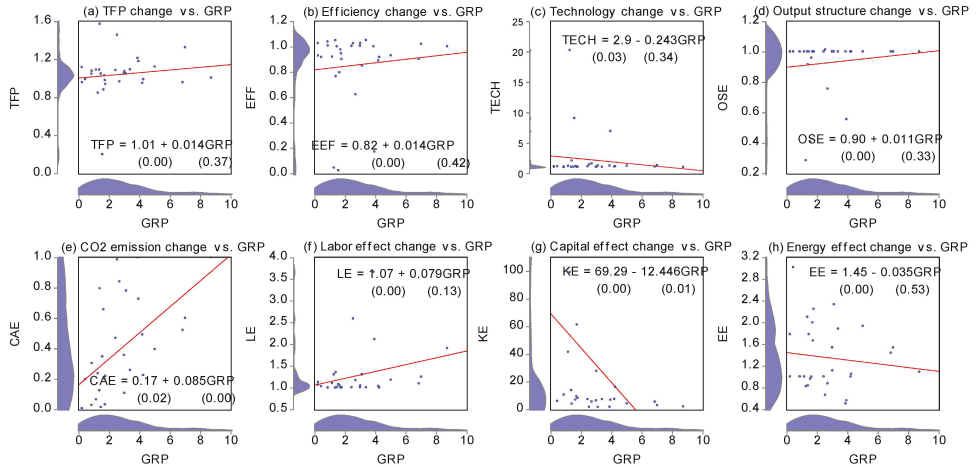 (a) TFP change vs. GRP
TFP
1.6
1.4
1.2
1.0
0.8
0.6
0.4
0.2
0.0
TFP = 1.01 + 0.014GRP
(0.00) (0.37)
0 2 4 6 8 10
GRP
(b) Efficiency change vs. GRP
EFF
1.2
1.0
0.8
0.6
0.4
0.2
0.0
EEF = 0.82 + 0.014GRP
(0.00) (0.42)
0 2 4 6 8 10
GRP
(c) Technology change vs. GRP
TECH
25
20
15
10
5
0
TECH = 2.9 - 0.243GRP
(0.03) (0.34)
0 2 4 6 8 10
GRP
(d) Output structure change vs. GRP
OSE
1.2
1.0
0.8
0.6
0.4
0.2
OSE = 0.90 + 0.011GRP
(0.00) (0.33)
0 2 4 6 8 10
GRP
(e) CO2 emission change vs. GRP
CAE
1.0
0.8
0.6
0.4
0.2
0.0
CAE = 0.17 + 0.085GRP
(0.02) (0.00)
0 2 4 6 8 10
GRP
(f) Labor effect change vs. GRP
LE
4.0
3.5
3.0
2.5
2.0
1.5
1.0
0.5
LE = 1.07 + 0.079GRP
(0.00) (0.13)
0 2 4 6 8 10
GRP
(g) Capital effect change vs. GRP
KE
100
80
60
40
20
0
KE = 69.29 - 12.446GRP
(0.00) (0.01)
0 2 4 6 8 10
GRP
(h) Energy effect change vs. GRP
EE
3.2
2.8
2.4
2.0
1.6
1.2
0.8
0.4
EE = 1.45 - 0.035GRP
(0.00) (0.53)
0 2 4 6 8 10
GRP